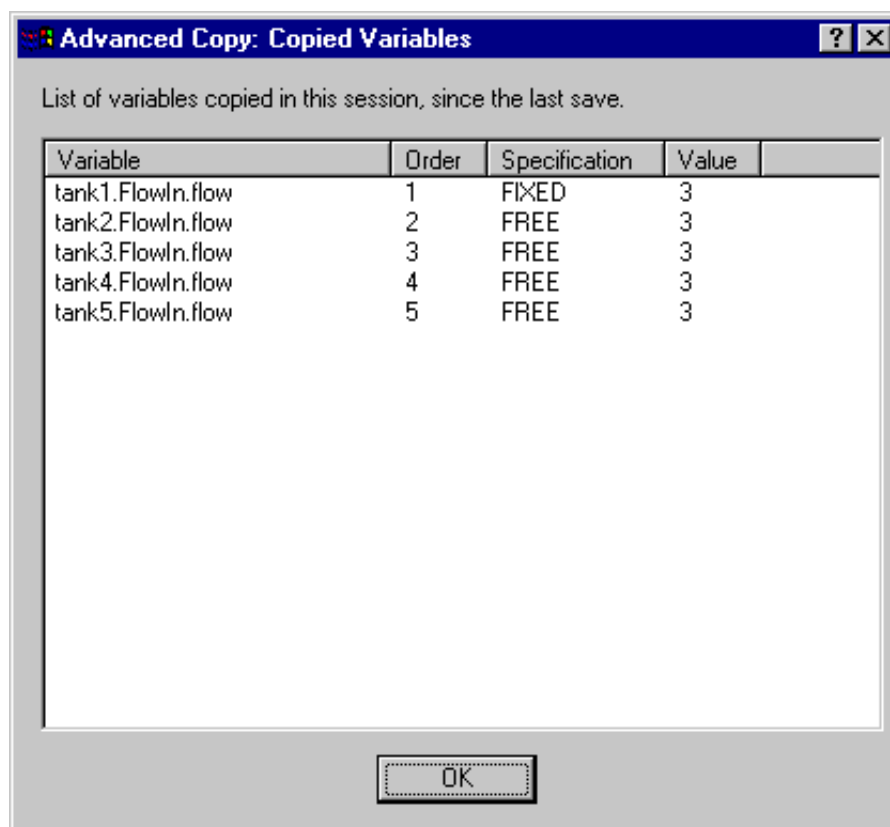 Advanced Copy: Copied Variables
List of variables copied in this session, since the last save.
Variable Order Specification Value
tank1.FlowIn.flow 1 FIXED 3
tank2.FlowIn.flow 2 FREE 3
tank3.FlowIn.flow 3 FREE 3
tank4.FlowIn.flow 4 FREE 3
tank5.FlowIn.flow 5 FREE 3
OK